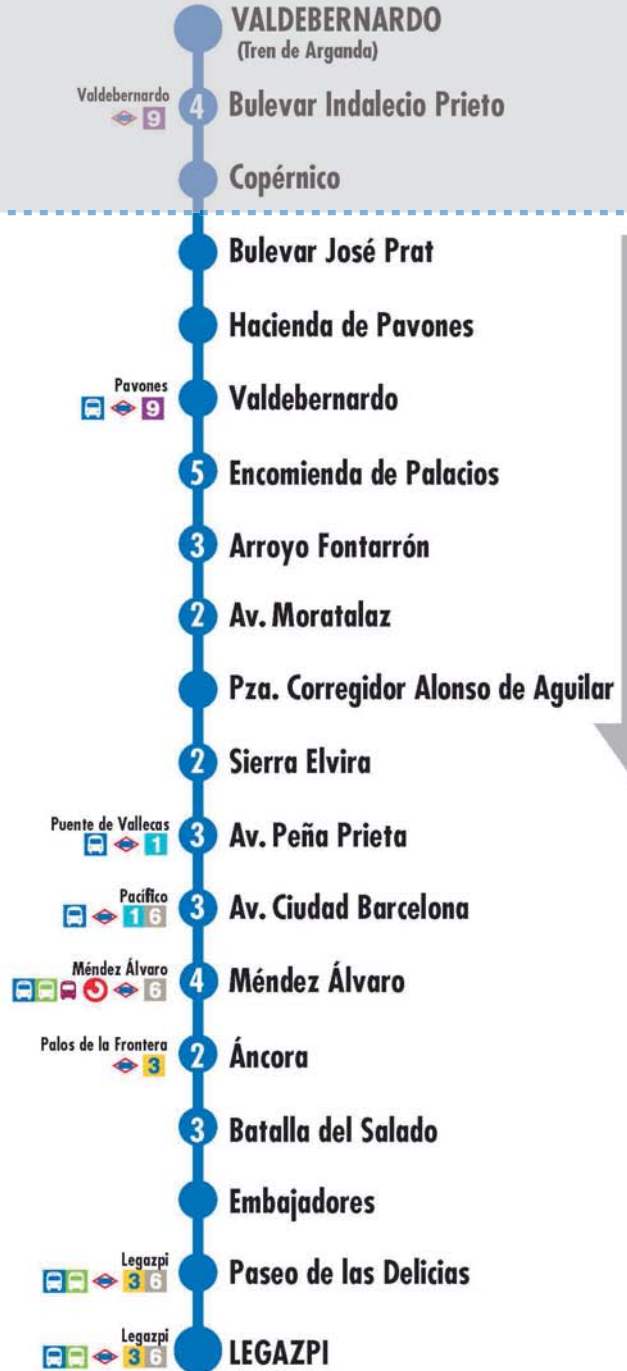 VALDEBERNARDO
(Tren de Arganda)
Valdebernardo
9
4
Bulevar Indalecio Prieto
Copérnico
Bulevar José Prat
Hacienda de Pavones
Pavones
9
Valdebernardo
5
Encomienda de Palacios
3
Arroyo Fontarrón
2
Av. Moratalaz
Pza. Corregidor Alonso de Aguilar
2
Sierra Elvira
Puente de Vallecas
1
3
Av. Peña Prieta
Pacífico
1 6
3
Av. Ciudad Barcelona
Méndez Álvaro
6
4
Méndez Álvaro
Palos de la Frontera
3
2
Áncora
3
Batalla del Salado
Embajadores
Legazpi
3 6
Paseo de las Delicias
Legazpi
3 6
LEGAZPI